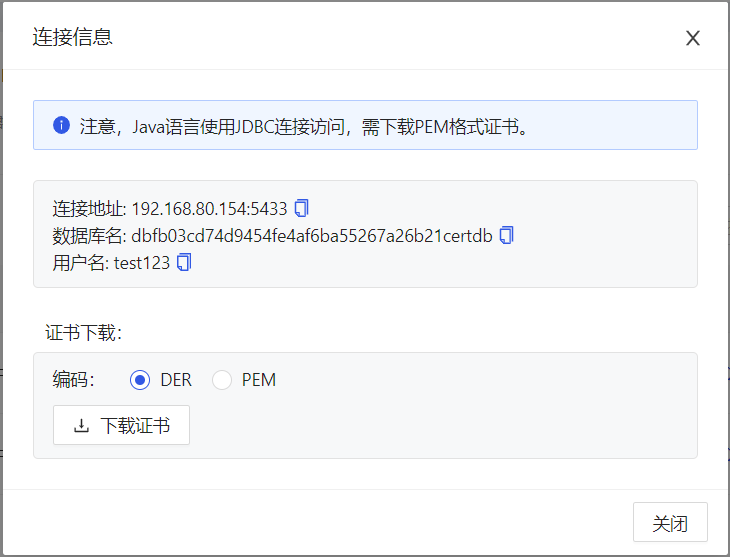 连接信息
注意，Java语言使用JDBC连接访问，需下载PEM格式证书。
连接地址: 192.168.80.154:5433
数据库名: dbfb03cd74d9454fe4af6ba55267a26b21certdb
用户名: test123
证书下载：
编码： DER PEM
下载证书
关闭